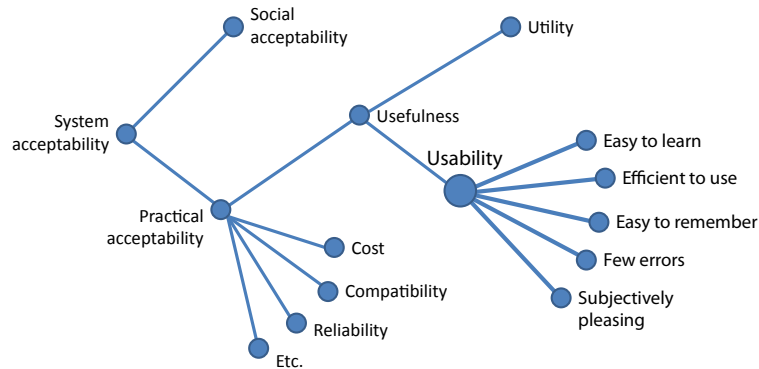 Social
acceptability
Utility
System
acceptability
Usefulness
Easy to learn
Usability
Efficient to use
Practical
acceptability
Easy to remember
Cost
Few errors
Compatibility
Subjectively
pleasing
Reliability
Etc.